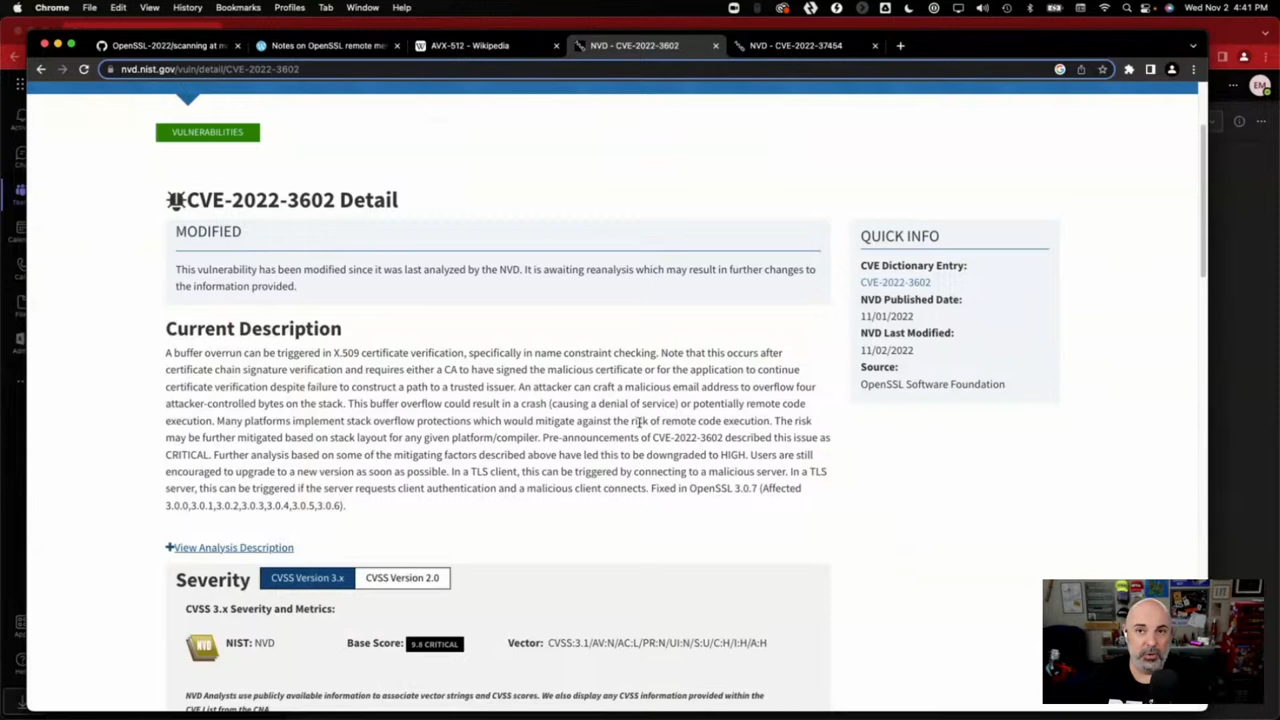 Chrome File Edit View History Bookmarks Profiles Tab Window Help
Wed Nov 2 4:41 PM
OpenSSL-2022/scanning at m
Notes on OpenSSL remote me
AVX-512 - Wikipedia
NVD - CVE-2022-3602
NVD - CVE-2022-37454
nvd.nist.gov/vuln/detail/CVE-2022-3602
EM
VULNERABILITIES
CVE-2022-3602 Detail
MODIFIED
This vulnerability has been modified since it was last analyzed by the NVD. It is awaiting reanalysis which may result in further changes to
the information provided.
QUICK INFO
CVE Dictionary Entry:
CVE-2022-3602
NVD Published Date:
11/01/2022
NVD Last Modified:
11/02/2022
Source:
OpenSSL Software Foundation
Current Description
A buffer overrun can be triggered in X.509 certificate verification, specifically in name constraint checking. Note that this occurs after
certificate chain signature verification and requires either a CA to have signed the malicious certificate or for the application to continue
certificate verification despite failure to construct a path to a trusted issuer. An attacker can craft a malicious email address to overflow four
attacker-controlled bytes on the stack. This buffer overflow could result in a crash (causing a denial of service) or potentially remote code
execution. Many platforms implement stack overflow protections which would mitigate against the risk of remote code execution. The risk
may be further mitigated based on stack layout for any given platform/compiler. Pre-announcements of CVE-2022-3602 described this issue as
CRITICAL. Further analysis based on some of the mitigating factors described above have led this to be downgraded to HIGH. Users are still
encouraged to upgrade to a new version as soon as possible. In a TLS client, this can be triggered by connecting to a malicious server. In a TLS
server, this can be triggered if the server requests client authentication and a malicious client connects. Fixed in OpenSSL 3.0.7 (Affected
3.0.0,3.0.1,3.0.2,3.0.3,3.0.4,3.0.5,3.0.6).
View Analysis Description
Severity
CVSS Version 3.x
CVSS Version 2.0
CVSS 3.x Severity and Metrics:
NVD
NIST: NVD
Base Score: 9.8 CRITICAL
Vector: CVSS:3.1/AV:N/AC:L/PR:N/UI:N/S:U/C:H/I:H/A:H
NVD Analysts use publicly available information to associate vector strings and CVSS scores. We also display any CVSS information provided within the
CVE List from the CNA.